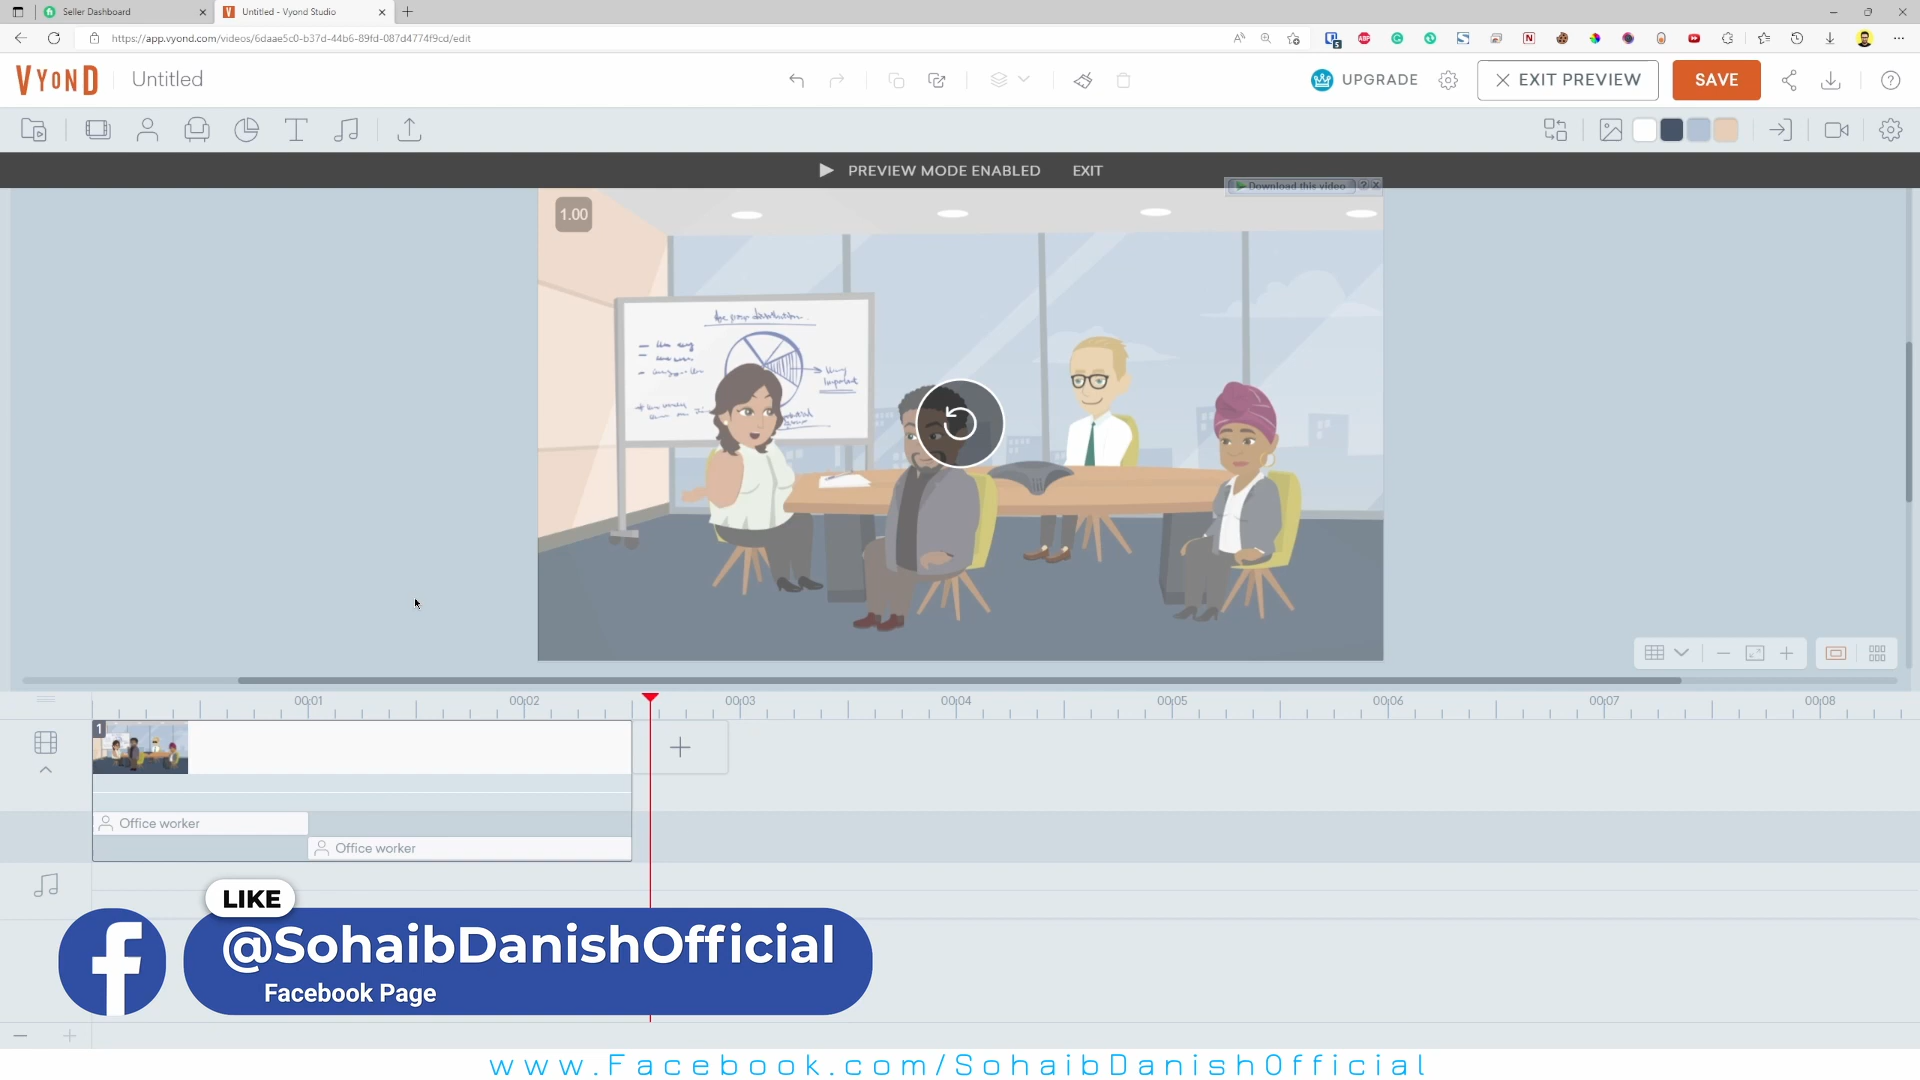 Seller Dashboard
Untitled - Vyond Studio
https://app.vyond.com/videos/6daae5c0-b37d-44b6-89fd-087d4774f9cd/edit
VYOND
Untitled
UPGRADE
EXIT PREVIEW
SAVE
PREVIEW MODE ENABLED
EXIT
Download this video
1.00
00:01
00:02
00:03
00:04
00:05
00:06
00:07
00:08
1
Office worker
Office worker
LIKE
@SohaibDanishOfficial
Facebook Page
www.Facebook.com/SohaibDanishOfficial